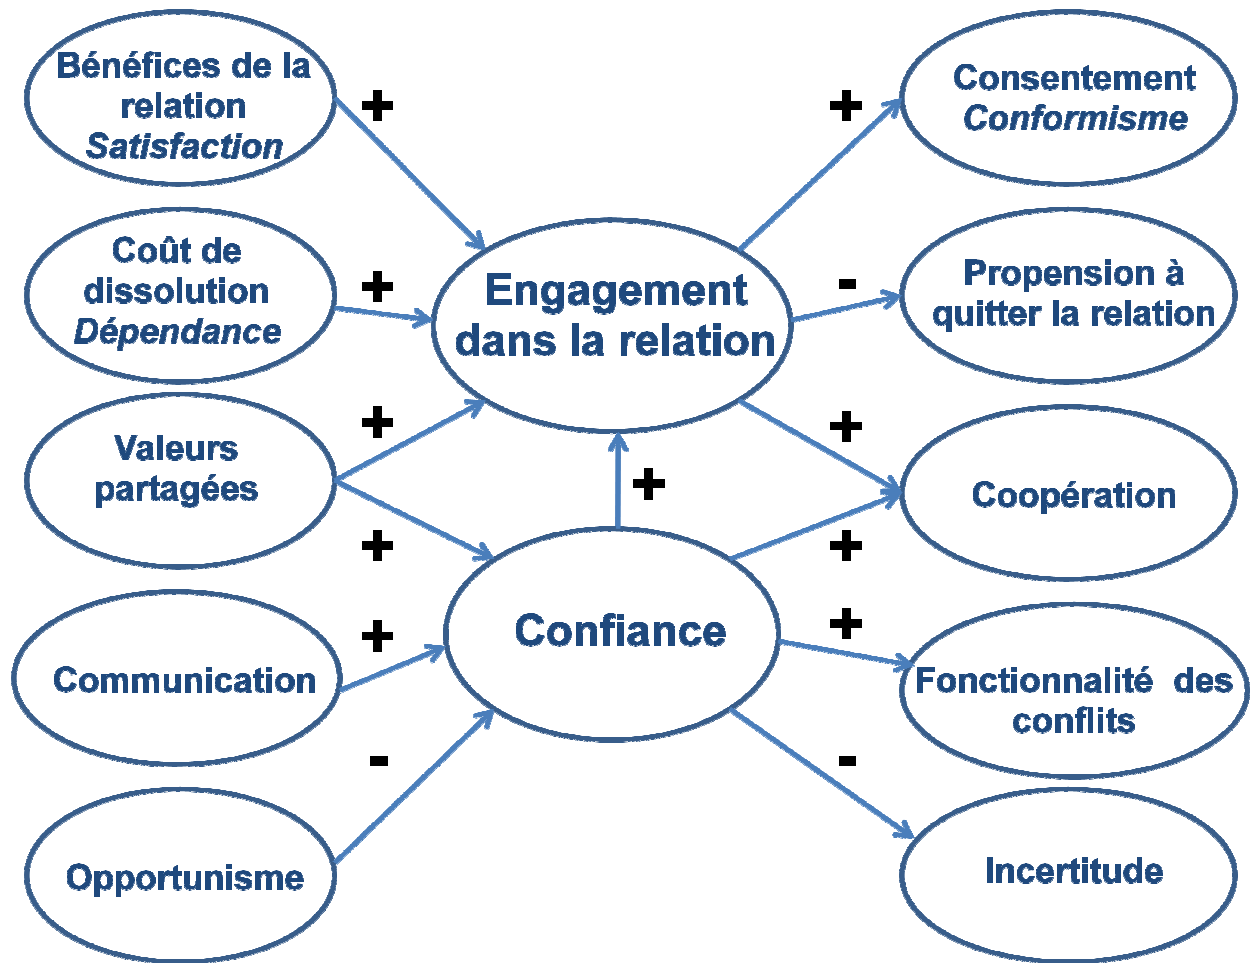 Bénéfices de la
relation
Satisfaction
+
Coût de
dissolution
Dépendance
+
Valeurs
partagées
+
+
Communication
+
Opportunisme
-
Engagement
dans la relation
+
Confiance
+
Consentement
Conformisme
-
Propension à
quitter la relation
+
Coopération
+
+
Fonctionnalité des
conflits
-
Incertitude